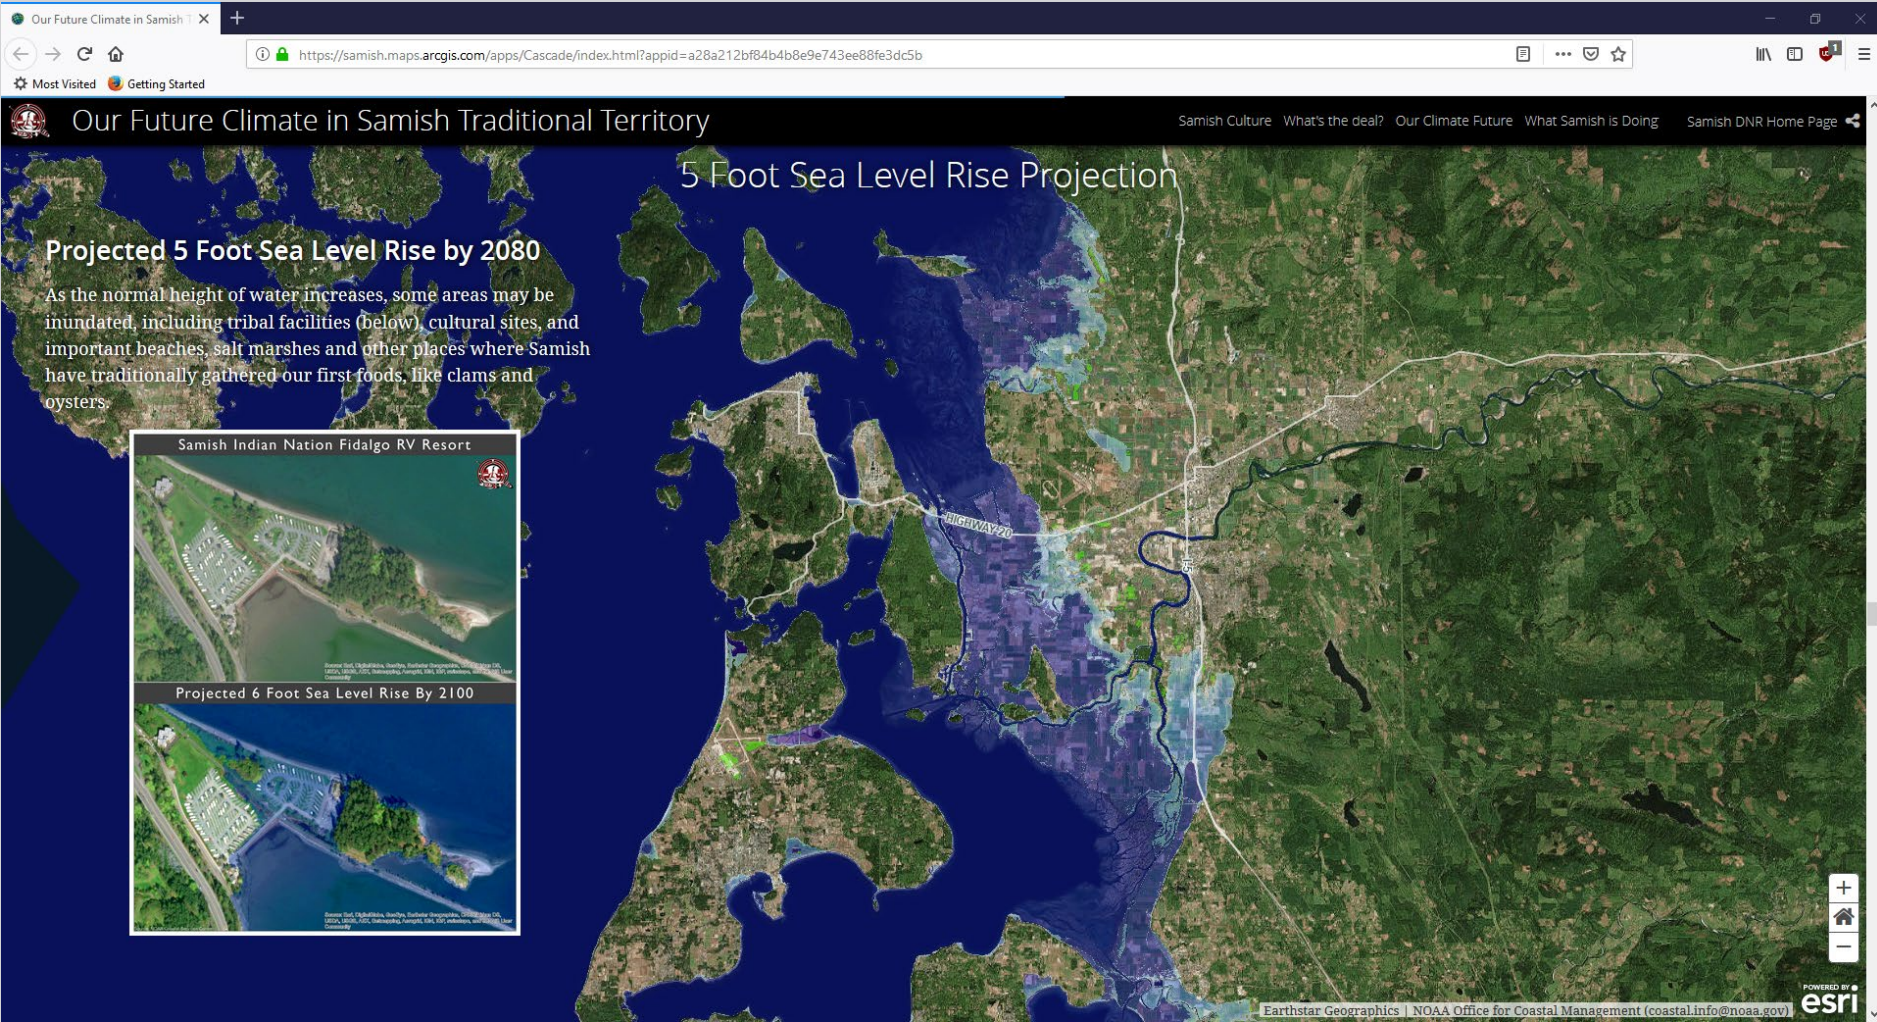 Our Future Climate in Samish T
https://samish.maps.arcgis.com/apps/Cascade/index.html?appid=a28a212bf84b4b8e9e743ee88fe3dc5b
1
Most Visited
Getting Started
Our Future Climate in Samish Traditional Territory
Samish Culture
What's the deal?
Our Climate Future
What Samish is Doing
Samish DNR Home Page
5 Foot Sea Level Rise Projection
Projected 5 Foot Sea Level Rise by 2080
As the normal height of water increases, some areas may be
inundated, including tribal facilities (below), cultural sites, and
important beaches, salt marshes and other places where Samish
have traditionally gathered our first foods, like clams and
oysters.
Samish Indian Nation Fidalgo RV Resort
Projected 6 Foot Sea Level Rise By 2100
HIGHWAY 20
I-5
Earthstar Geographics | NOAA Office for Coastal Management (coastal.info@noaa.gov)
POWERED BY
esri